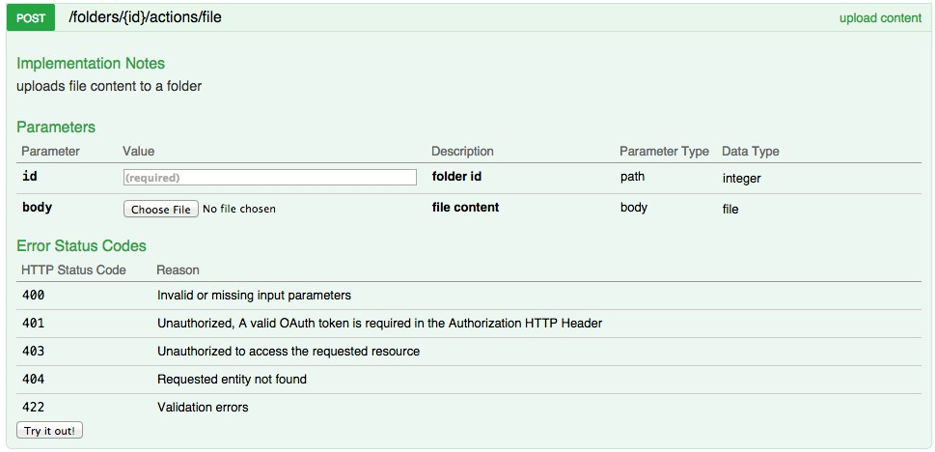 POST /folders/{id}/actions/file upload content
Implementation Notes
uploads file content to a folder
Parameters
Parameter Value Description Parameter Type Data Type
id (required) folder id path integer
body Choose File No file chosen file content body file
Error Status Codes
HTTP Status Code Reason
400 Invalid or missing input parameters
401 Unauthorized, A valid OAuth token is required in the Authorization HTTP Header
403 Unauthorized to access the requested resource
404 Requested entity not found
422 Validation errors
Try it out!